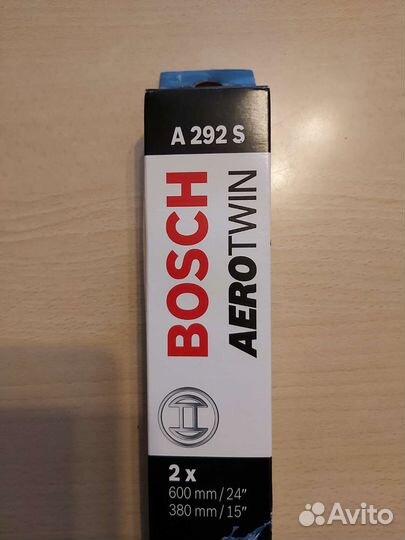 A 292 S
BOSCH
AEROTWIN
2 x
600 mm / 24"
380 mm / 15"
Avito